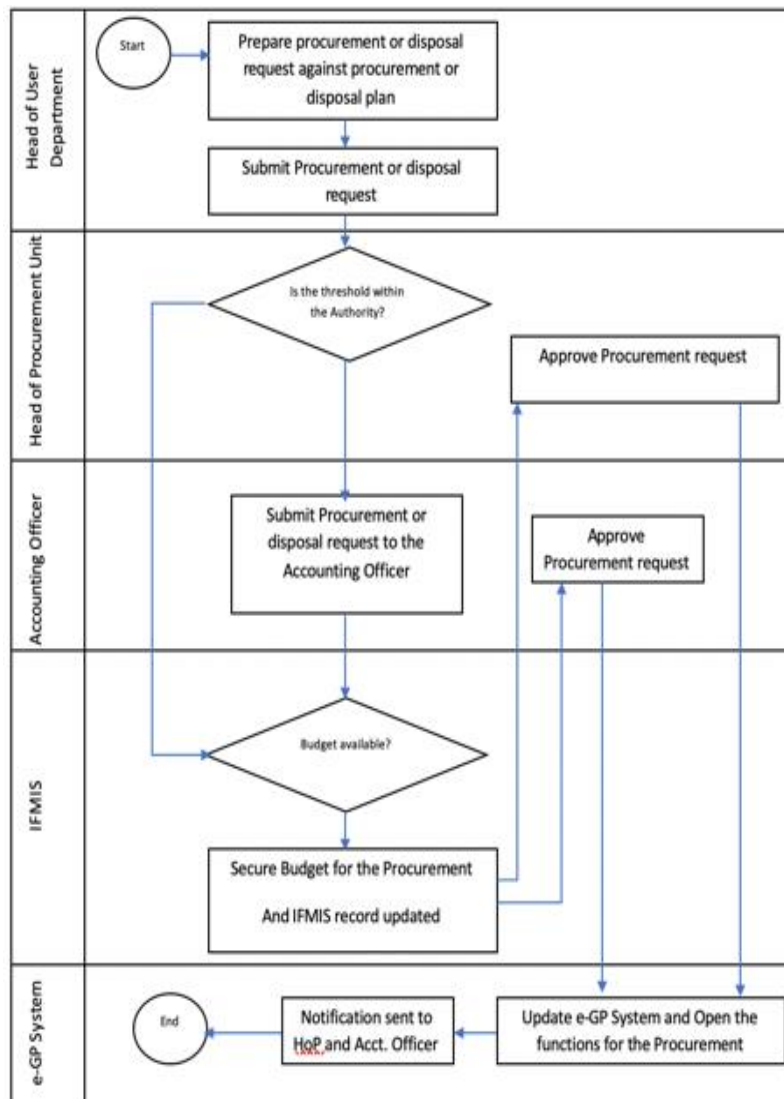 Head of User
Department
Start
Prepare procurement or disposal
request against procurement or
disposal plan
Submit Procurement or disposal
request
Head of Procurement Unit
Is the threshold within
the Authority?
Approve Procurement request
Accounting Officer
Submit Procurement or
disposal request to the
Accounting Officer
Approve
Procurement request
IFMIS
Budget available?
Secure Budget for the Procurement
And IFMIS record updated
e-GP System
End
Notification sent to
HoP and Acct. Officer
Update e-GP System and Open the
functions for the Procurement